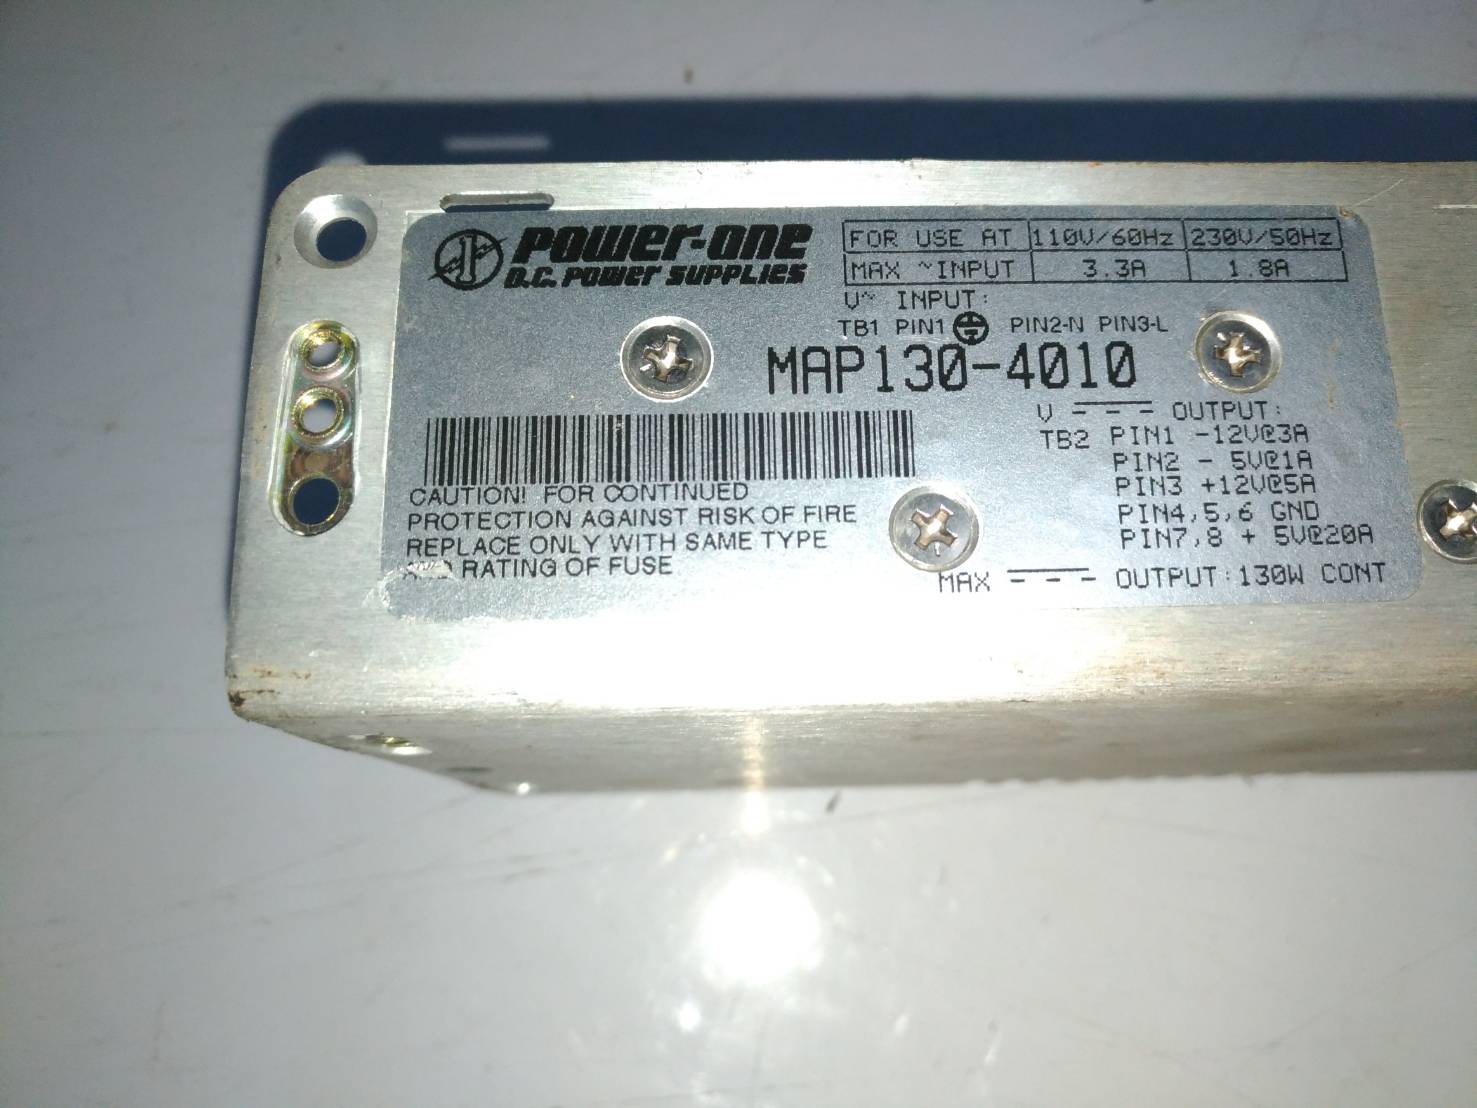 POWER-ONE
D.C. POWER SUPPLIES
FOR USE AT 110V/60Hz 230V/50Hz
MAX ~INPUT 3.3A 1.8A
V~ INPUT:
TB1 PIN1 PIN2-N PIN3-L
MAP130-4010
V OUTPUT:
TB2 PIN1 -12V@3A
PIN2 - 5V@1A
PIN3 +12V@5A
PIN4,5,6 GND
PIN7,8 + 5V@20A
MAX OUTPUT:130W CONT
CAUTION! FOR CONTINUED
PROTECTION AGAINST RISK OF FIRE
REPLACE ONLY WITH SAME TYPE
AND RATING OF FUSE